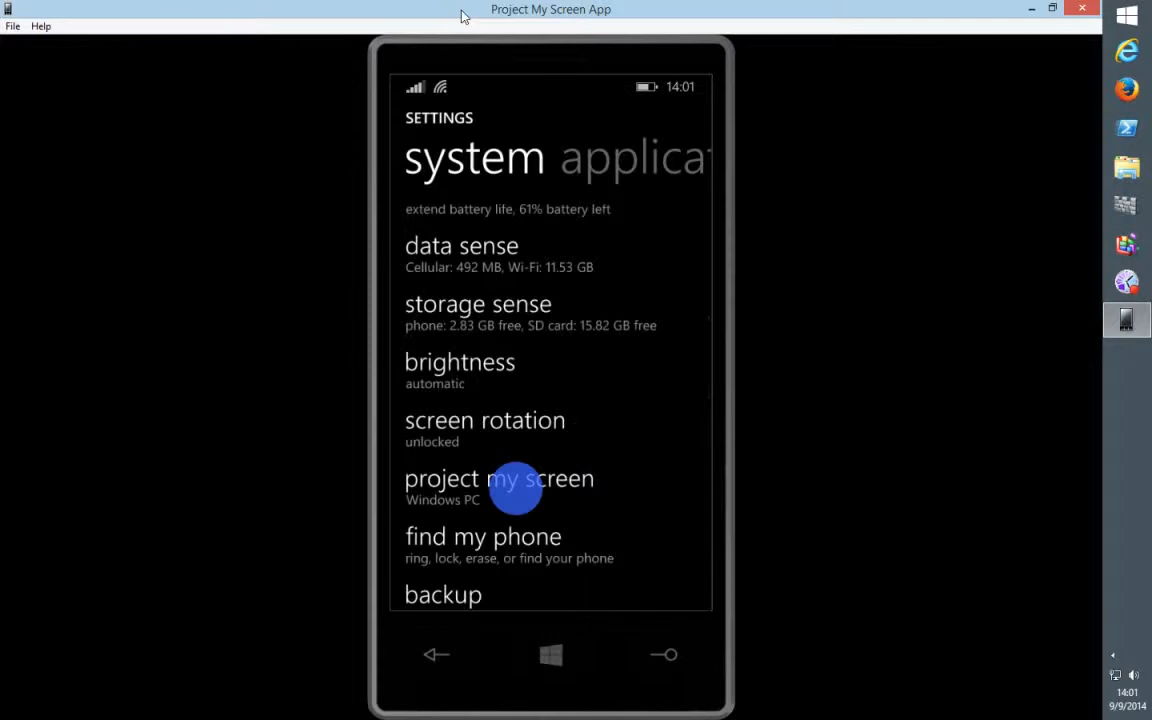 Project My Screen App
File Help
14:01
SETTINGS
system applicat
extend battery life, 61% battery left
data sense
Cellular: 492 MB, Wi-Fi: 11.53 GB
storage sense
phone: 2.83 GB free, SD card: 15.82 GB free
brightness
automatic
screen rotation
unlocked
project my screen
Windows PC
find my phone
ring, lock, erase, or find your phone
backup
14:01
9/9/2014